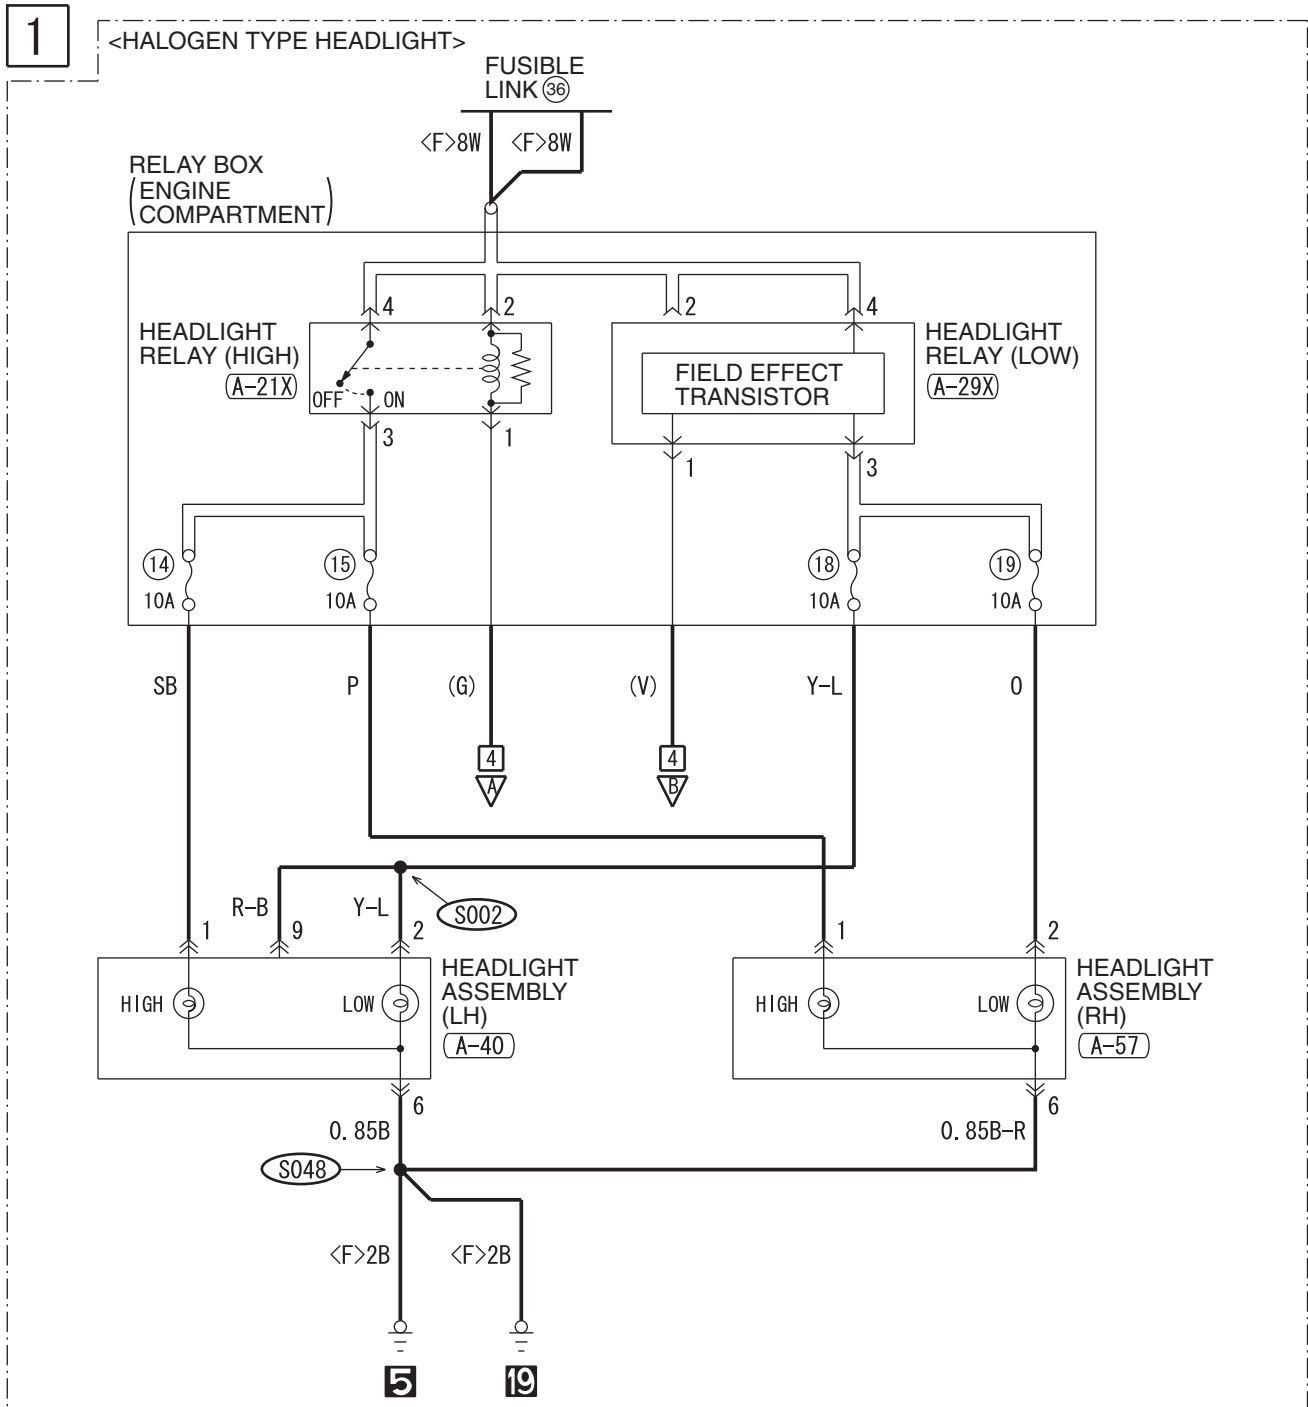 1
<HALOGEN TYPE HEADLIGHT>
FUSIBLE
LINK 36
<F>8W <F>8W
RELAY BOX
(ENGINE
COMPARTMENT)
4 2 2 4
HEADLIGHT
RELAY (HIGH)
A-21X
OFF ON
FIELD EFFECT
TRANSISTOR
HEADLIGHT
RELAY (LOW)
A-29X
3 1 1 3
14 15 18 19
10A 10A 10A 10A
SB P (G) (V) Y-L O
4 4
A B
R-B Y-L S002
1 9 2 1 2
HIGH LOW
HEADLIGHT
ASSEMBLY
(LH)
A-40
HIGH LOW
HEADLIGHT
ASSEMBLY
(RH)
A-57
6 6
0.85B 0.85B-R
S048
<F>2B <F>2B
5 19